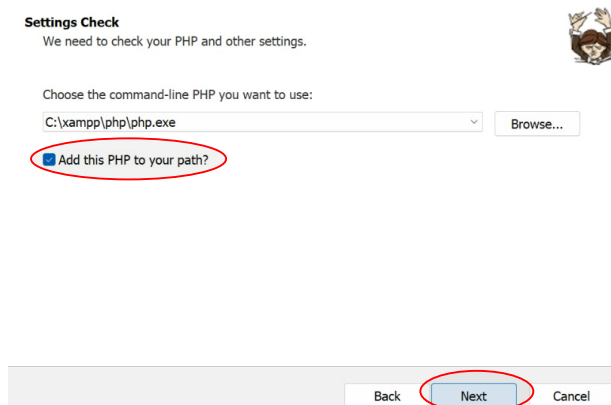 Settings Check
We need to check your PHP and other settings.
Choose the command-line PHP you want to use:
C:\xampp\php\php.exe
Browse...
Add this PHP to your path?
Back
Next
Cancel